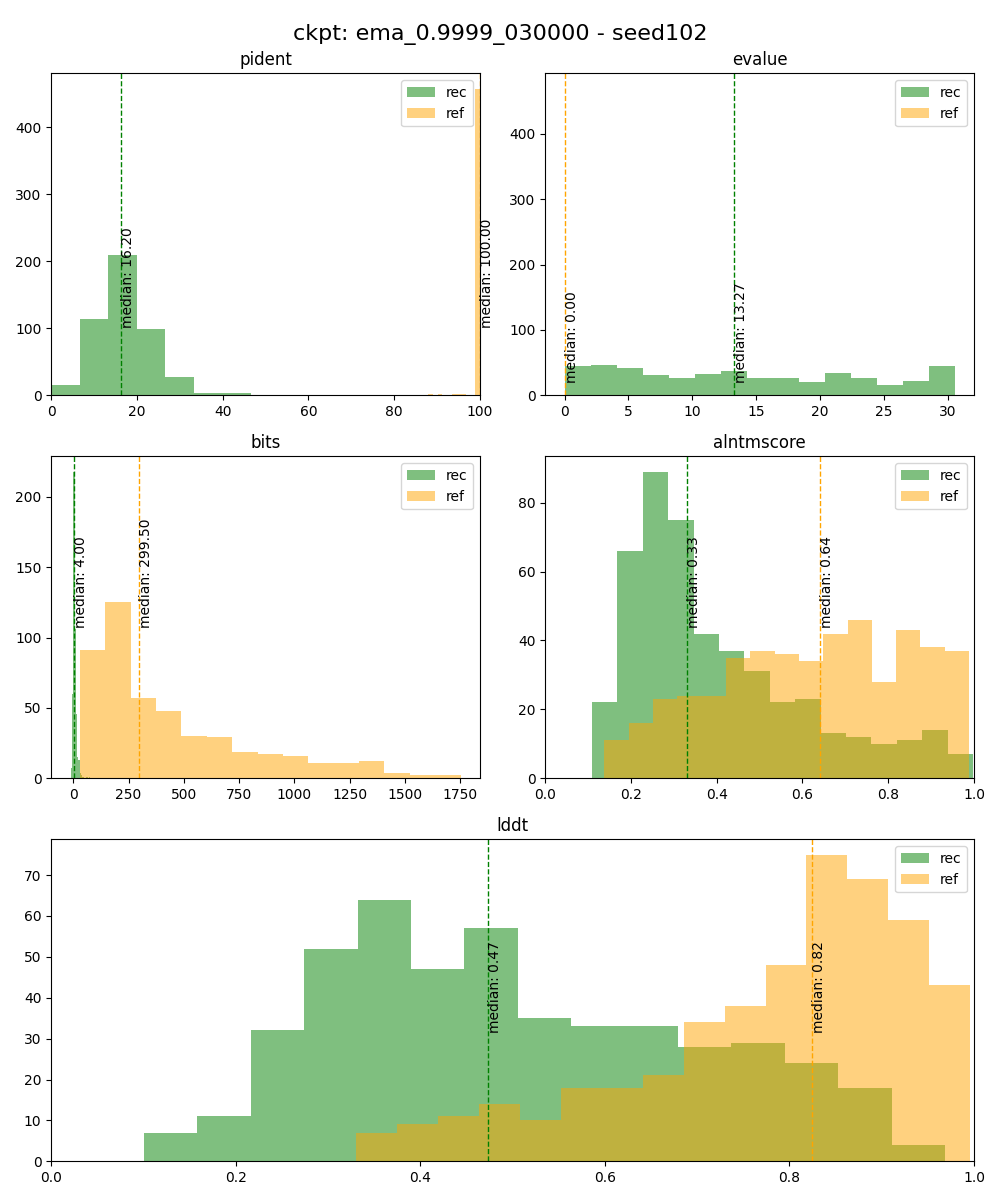 ckpt: ema_0.9999_030000 - seed102
pident
rec
ref
400
300
200
100
0
median: 16.20
median: 100.00
0 20 40 60 80 100
evalue
rec
ref
400
300
200
100
0
median: 0.00
median: 13.27
0 5 10 15 20 25 30
bits
rec
ref
200
150
100
50
0
median: 4.00
median: 299.50
0 250 500 750 1000 1250 1500 1750
alntmscore
rec
ref
80
60
40
20
0
median: 0.33
median: 0.64
0.0 0.2 0.4 0.6 0.8 1.0
lddt
rec
ref
70
60
50
40
30
20
10
0
median: 0.47
median: 0.82
0.0 0.2 0.4 0.6 0.8 1.0